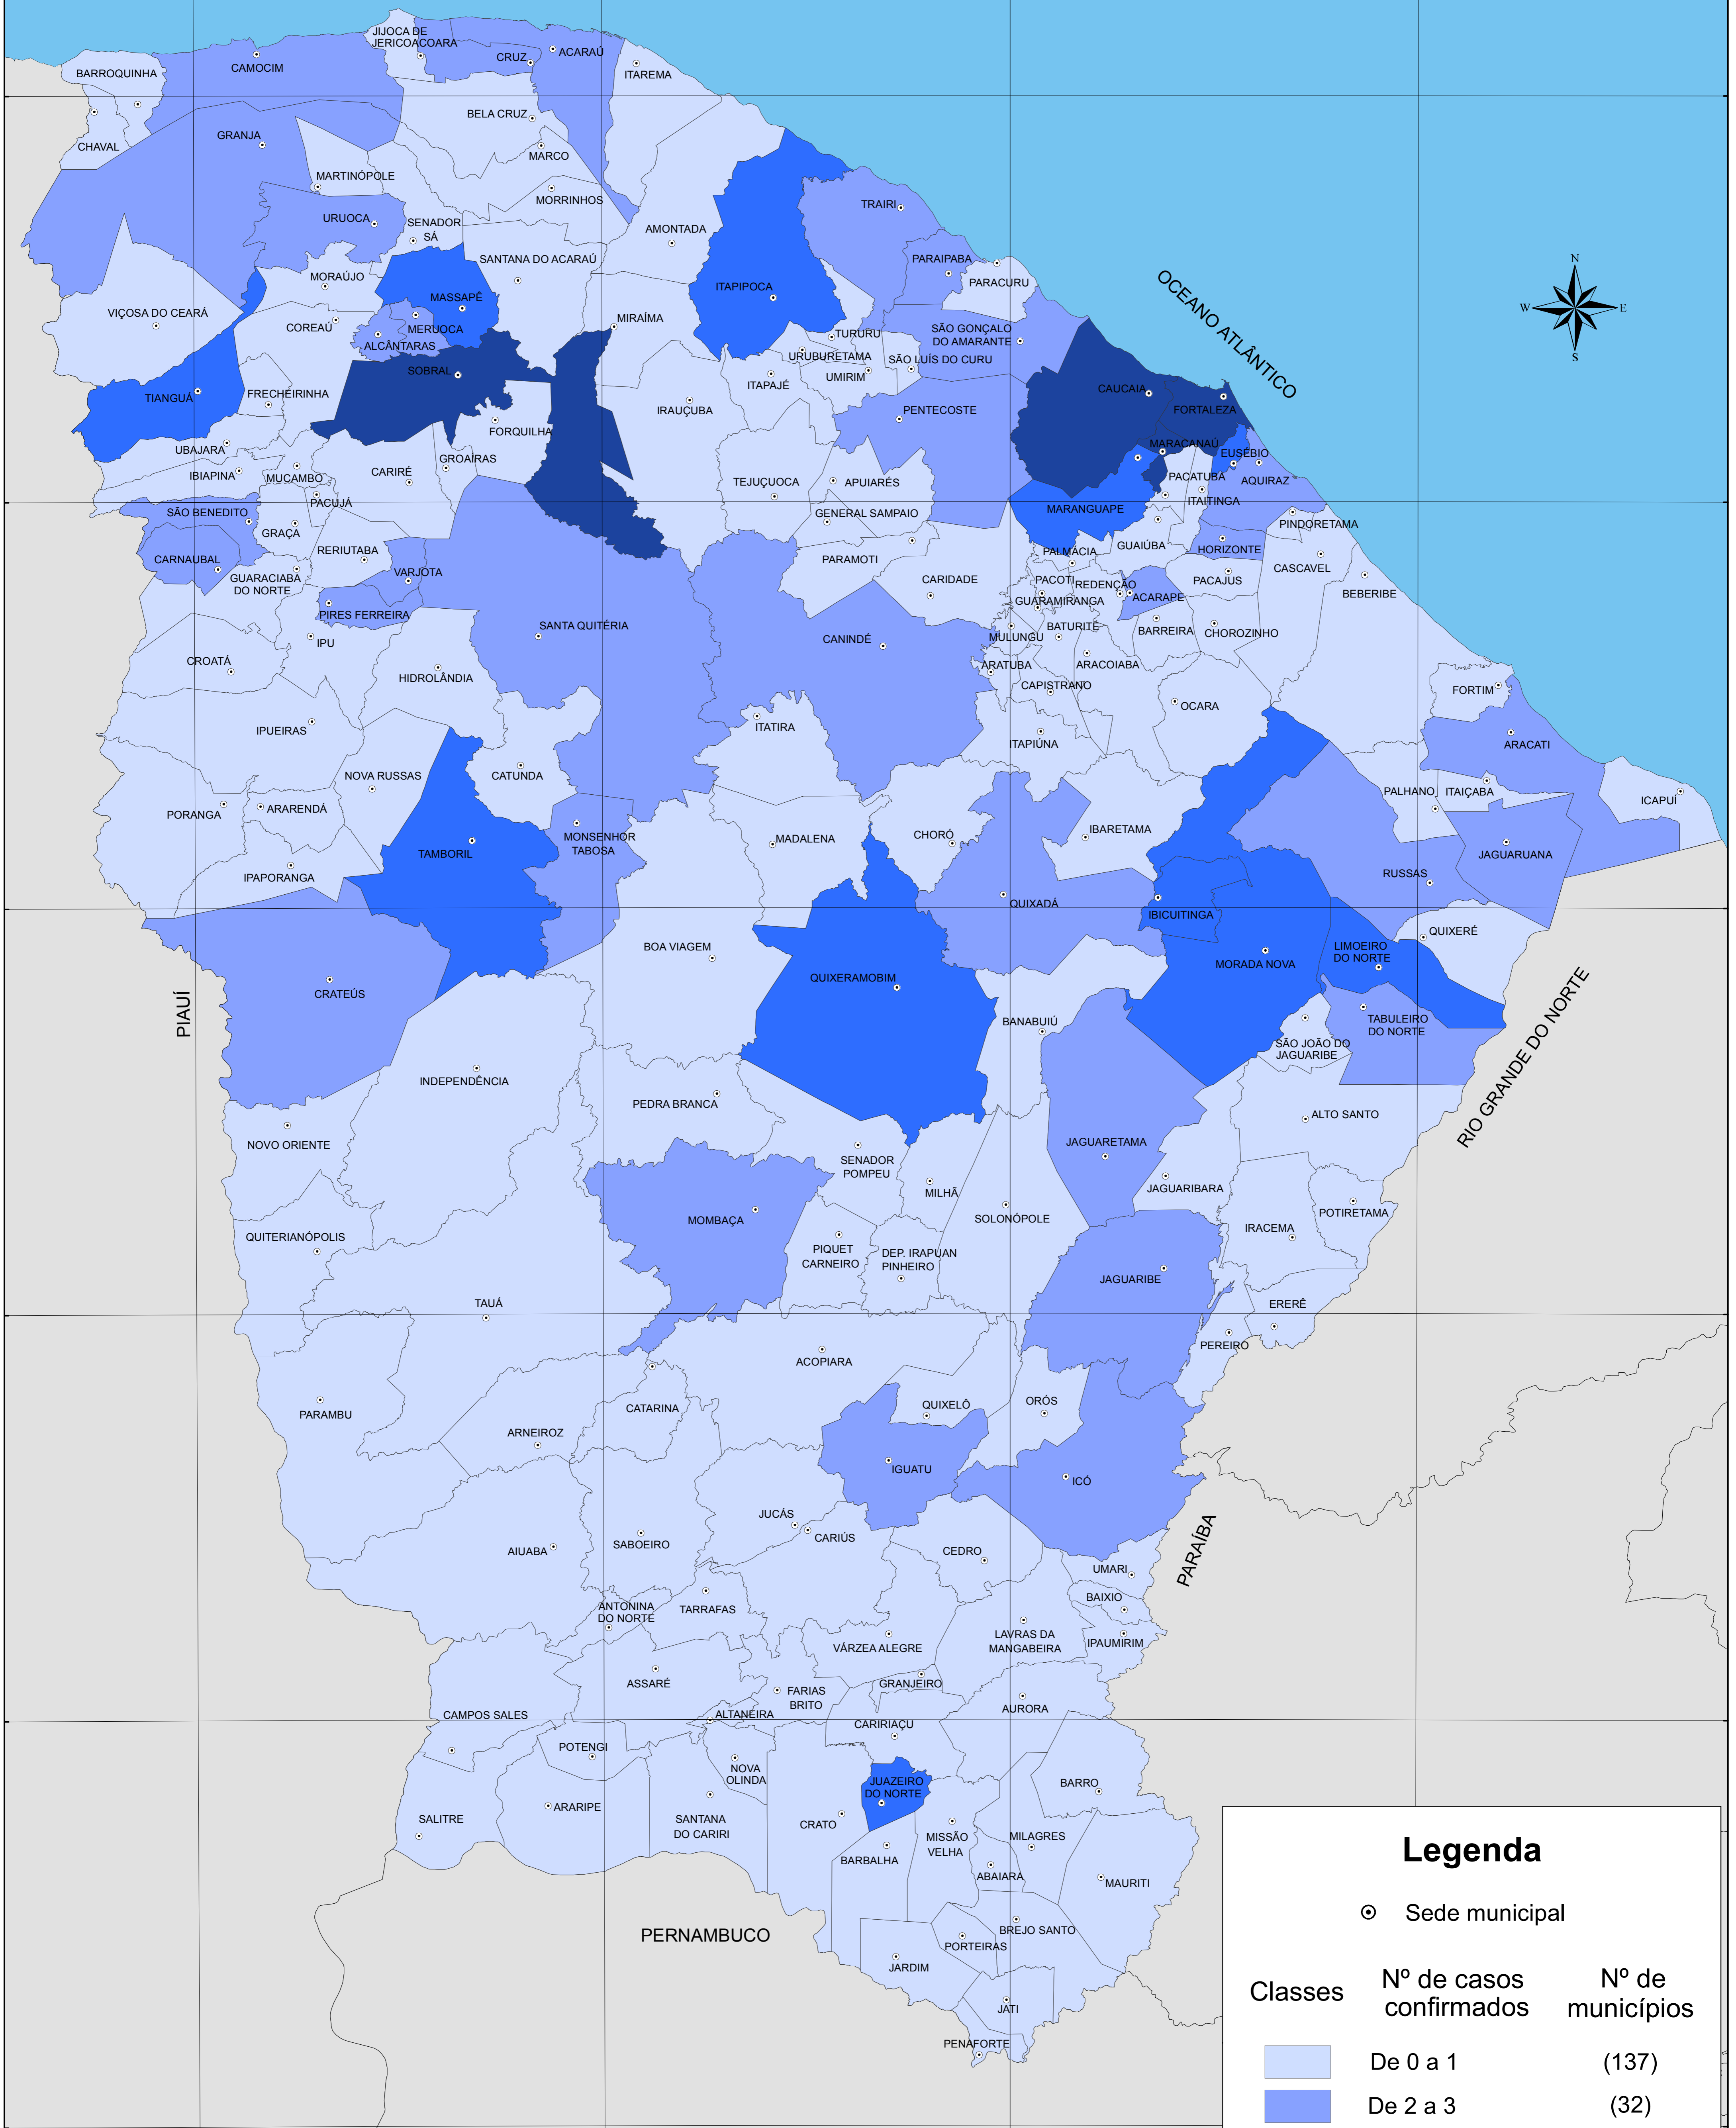 JIJOCA DE
JERICOACOARA
CRUZ
ACARAÚ
CAMOCIM
BARROQUINHA
ITAREMA
BELA CRUZ
CHAVAL
GRANJA
MARCO
MARTINÓPOLE
MORRINHOS
URUOCA
SENADOR
SÁ
AMONTADA
TRAIRI
SANTANA DO ACARAÚ
PARAIPABA
MORAÚJO
PARACURU
ITAPIPOCA
MASSAPÊ
VIÇOSA DO CEARÁ
MIRAÍMA
COREAÚ
MERUOCA
ALCÂNTARAS
TURURU
SÃO GONÇALO
DO AMARANTE
URUBURETAMA
SÃO LUÍS DO CURU
OCEANO ATLÂNTICO
N
W
E
S
SOBRAL
ITAPAJÉ
UMIRIM
CAUCAIA
TIANGUÁ
FRECHEIRINHA
IRAUÇUBA
PENTECOSTE
FORTALEZA
FORQUILHA
UBAJARA
MARACANAÚ
EUSÉBIO
GROAÍRAS
IBIAPINA
MUCAMBO
CARIRÉ
TEJUÇUOCA
APUIARÉS
PACATUBA
AQUIRAZ
ITAITINGA
PACUJÁ
SÃO BENEDITO
GENERAL SAMPAIO
MARANGUAPE
PINDORETAMA
GRAÇA
RERIUTABA
PALMÁCIA
GUAIÚBA
HORIZONTE
CARNAUBAL
PARAMOTI
CASCAVEL
VARJOTA
GUARACIABA
DO NORTE
CARIDADE
PACOTI
REDENÇÃO
PACAJUS
BEBERIBE
GUARAMIRANGA
ACARAPE
PIRES FERREIRA
SANTA QUITÉRIA
CANINDÉ
MULUNGU
BATURITÉ
BARREIRA
CHOROZINHO
IPU
CROATÁ
HIDROLÂNDIA
ARATUBA
ARACOIABA
CAPISTRANO
FORTIM
OCARA
IPUEIRAS
ITATIRA
ITAPIÚNA
ARACATI
NOVA RUSSAS
CATUNDA
PALHANO
ITAIÇABA
ICAPUÍ
PORANGA
ARARENDÁ
MONSENHOR
TABOSA
MADALENA
CHORÓ
IBARETAMA
TAMBORIL
JAGUARUANA
IPAPORANGA
RUSSAS
QUIXADÁ
IBICUITINGA
QUIXERÉ
BOA VIAGEM
LIMOEIRO
DO NORTE
MORADA NOVA
QUIXERAMOBIM
CRATEÚS
PIAUÍ
BANABUIÚ
TABULEIRO
DO NORTE
SÃO JOÃO DO
JAGUARIBE
RIO GRANDE DO NORTE
INDEPENDÊNCIA
PEDRA BRANCA
ALTO SANTO
NOVO ORIENTE
JAGUARETAMA
SENADOR
POMPEU
MILHÃ
JAGUARIBARA
POTIRETAMA
MOMBAÇA
SOLONÓPOLE
IRACEMA
QUITERIANÓPOLIS
PIQUET
CARNEIRO
DEP. IRAPUAN
PINHEIRO
JAGUARIBE
TAUÁ
ERERÊ
PEREIRO
ACOPIARA
QUIXELÔ
ORÓS
PARAMBU
CATARINA
ARNEIROZ
IGUATU
ICÓ
JUCÁS
CARIÚS
SABOEIRO
AIUABA
CEDRO
PARAÍBA
UMARI
BAIXIO
ANTONINA
DO NORTE
TARRAFAS
LAVRAS DA
MANGABEIRA
VÁRZEA ALEGRE
IPAUMIRIM
ASSARÉ
GRANJEIRO
FARIAS
BRITO
AURORA
CAMPOS SALES
ALTANEIRA
CARIRIAÇU
POTENGI
NOVA
OLINDA
JUAZEIRO
DO NORTE
BARRO
ARARIPE
SALITRE
SANTANA
DO CARIRI
CRATO
MISSÃO
VELHA
MILAGRES
BARBALHA
ABAIARA
MAURITI
PERNAMBUCO
BREJO SANTO
PORTEIRAS
JARDIM
JATI
PENAFORTE
Legenda
Sede municipal
Classes
Nº de casos
confirmados
Nº de
municípios
De 0 a 1 (137)
De 2 a 3 (32)